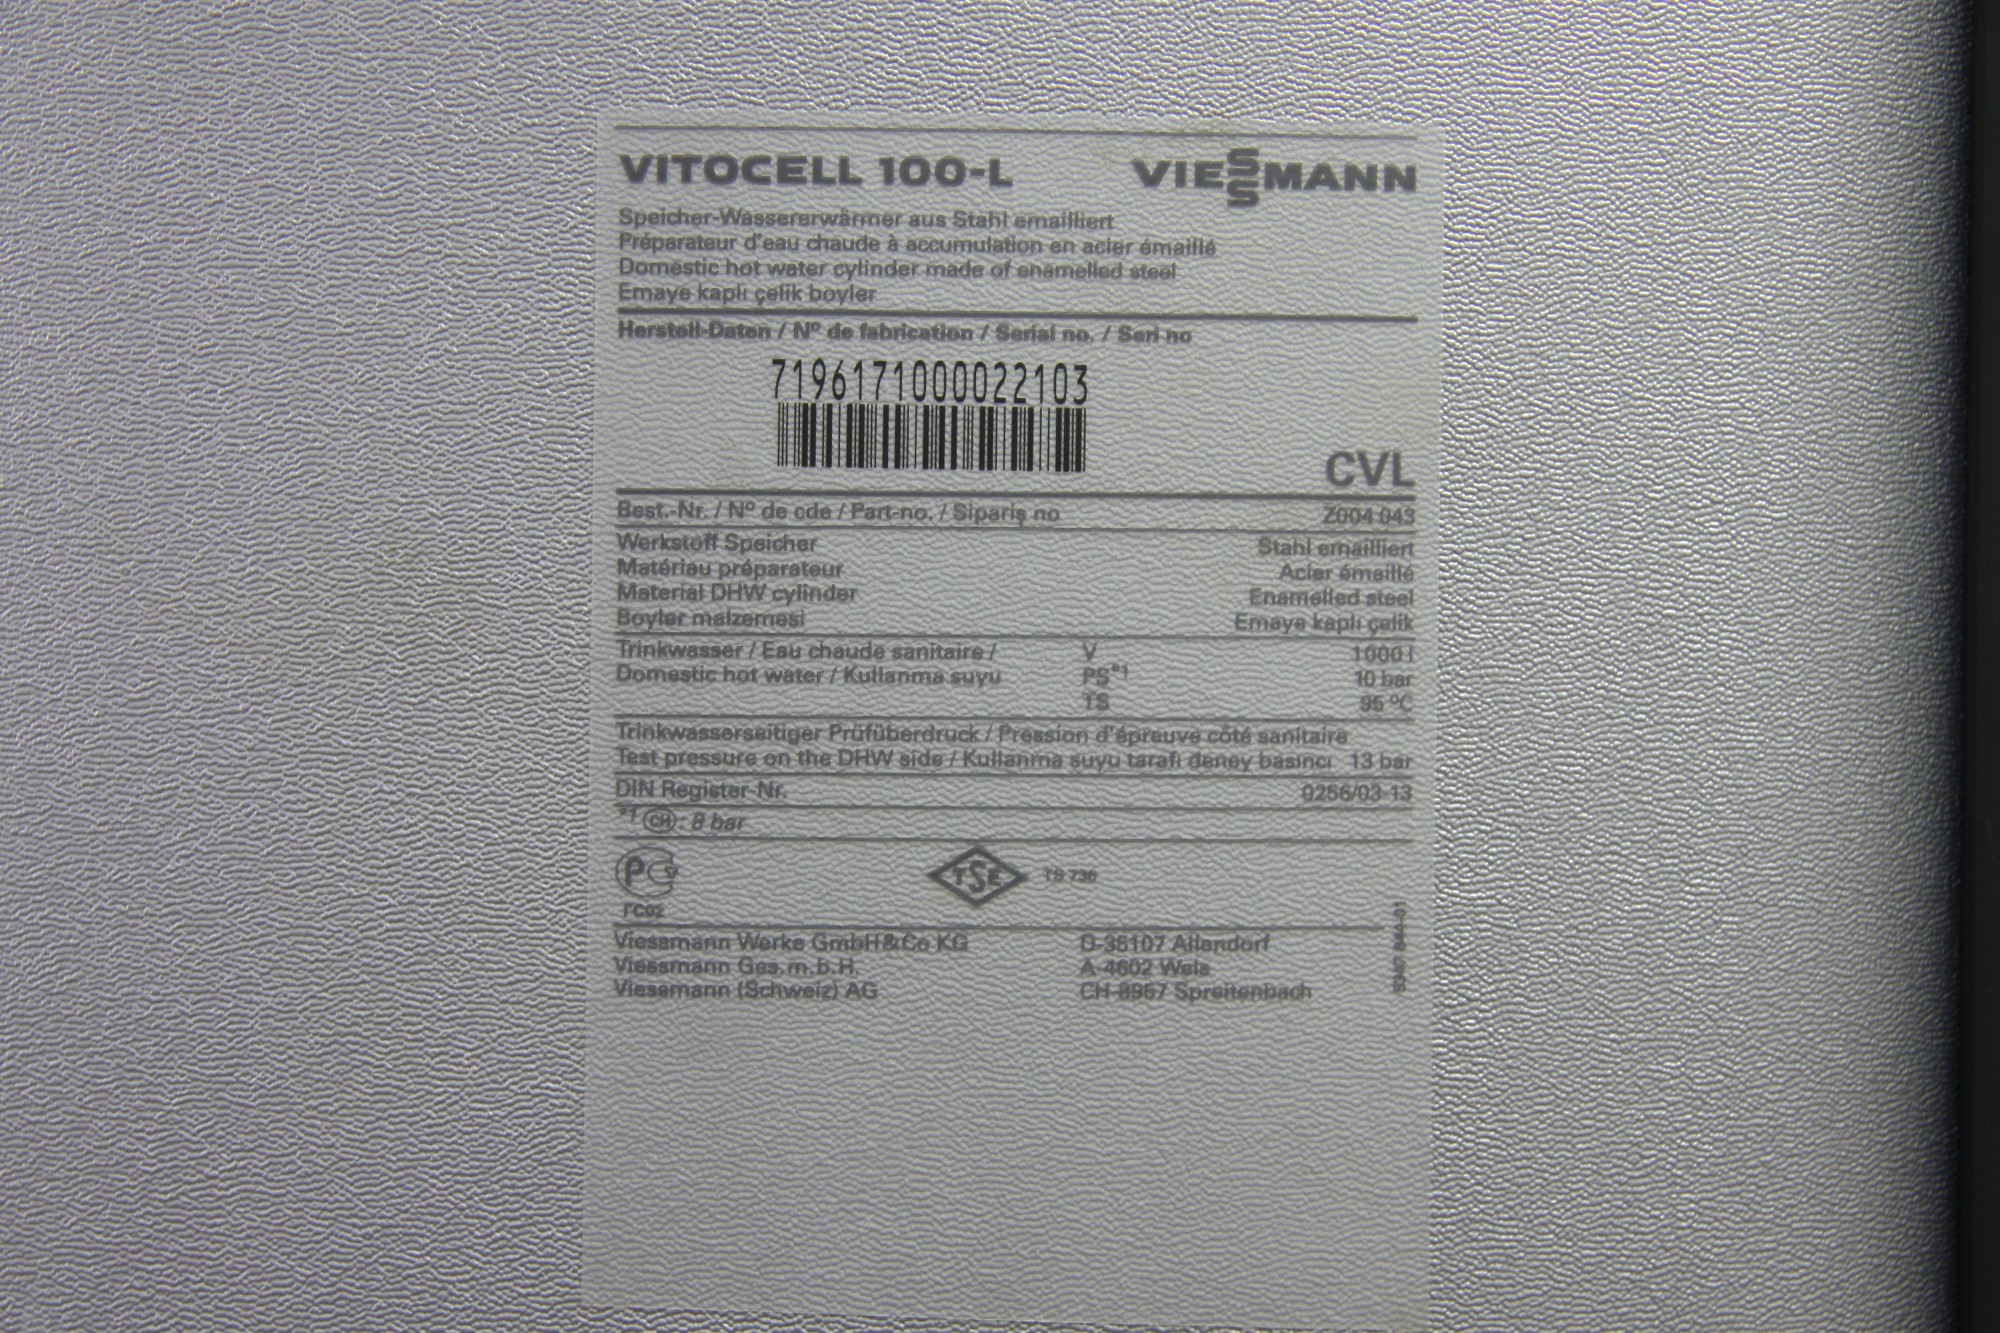 VITOCELL 100-L VIESSMANN
Speicher-Wassererwärmer aus Stahl emailliert
Préparateur d'eau chaude à accumulation en acier émaillé
Domestic hot water cylinder made of enamelled steel
Emaye kaplı çelik boyler
Herstell-Daten / Nº de fabrication / Serial no. / Seri no
7196171000022103
CVL
Best.-Nr. / Nº de cde / Part-no. / Sipariş no Z004 043
Werkstoff Speicher Stahl emailliert
Matériau préparateur Acier émaillé
Material DHW cylinder Enamelled steel
Boyler malzemesi Emaye kaplı çelik
Trinkwasser / Eau chaude sanitaire / V 1000 l
Domestic hot water / Kullanma suyu PS*1 10 bar
TS 95 ºC
Trinkwasserseitiger Prüfüberdruck / Pression d'épreuve côté sanitaire
Test pressure on the DHW side / Kullanma suyu tarafı deney basıncı 13 bar
DIN Register-Nr. 0256/03-13
*1 CH: 8 bar
PG TSE TS 736
Viessmann Werke GmbH&Co KG D-35107 Allendorf
Viessmann Ges.m.b.H. A-4602 Wels
Viessmann (Schweiz) AG CH-8957 Spreitenbach